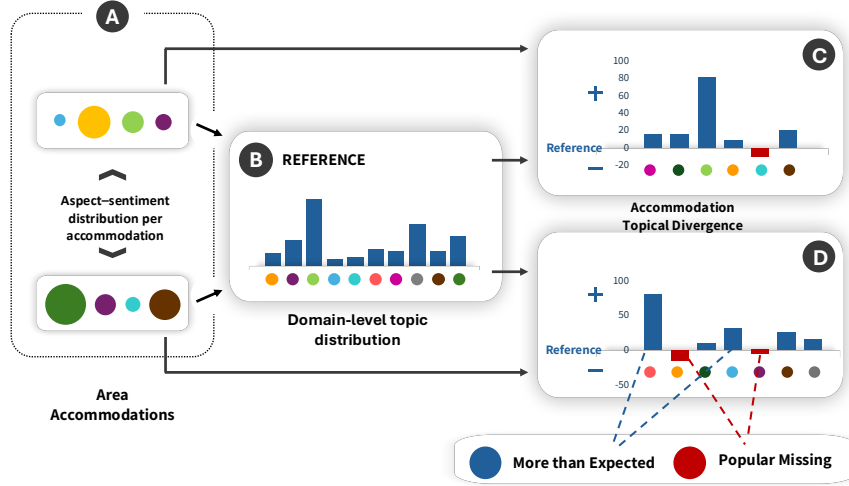 A
Aspect–sentiment
distribution per
accommodation
Area
Accommodations
B
REFERENCE
Domain-level topic
distribution
C
100
80
60
40
20
0
-20
+
Reference
−
Accommodation
Topical Divergence
D
100
50
0
-50
+
Reference
−
More than Expected
Popular Missing